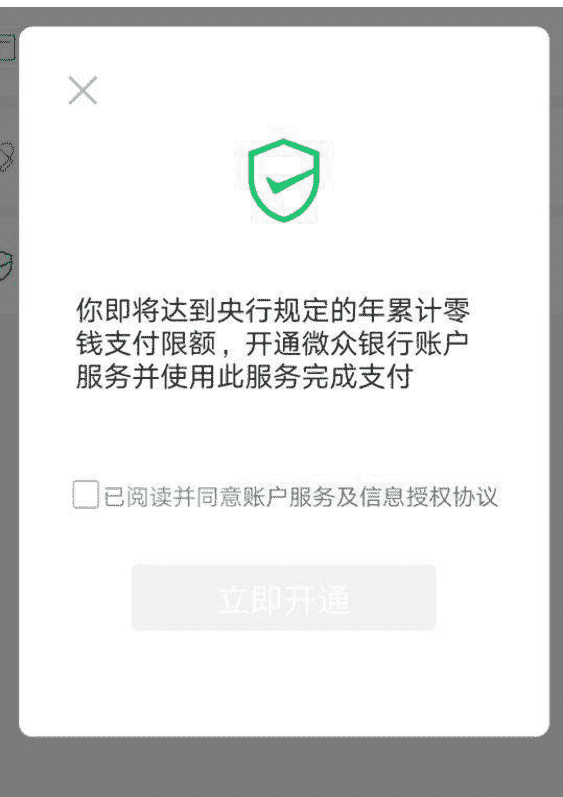 你即将达到央行规定的年累计零
钱支付限额，开通微众银行账户
服务并使用此服务完成支付
已阅读并同意账户服务及信息授权协议
立即开通